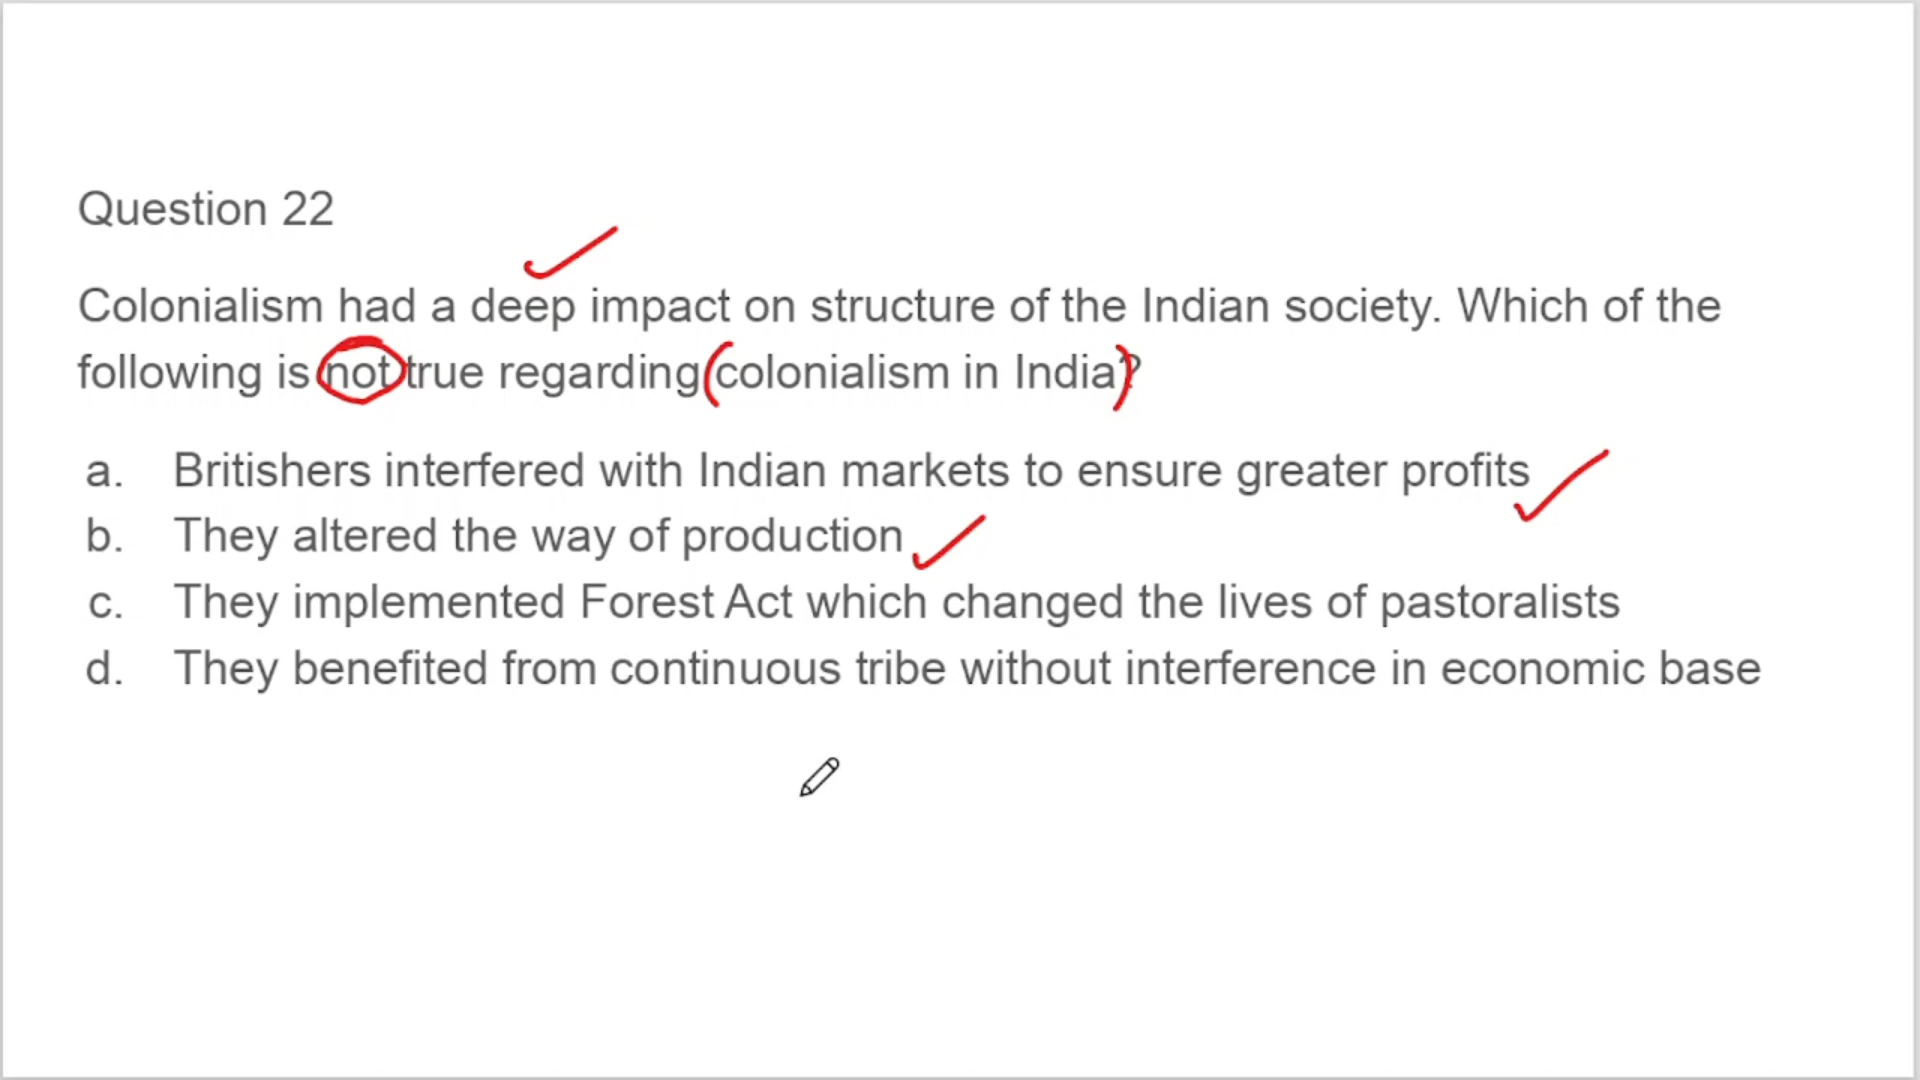 Question 22
Colonialism had a deep impact on structure of the Indian society. Which of the
following is not true regarding colonialism in India?
a. Britishers interfered with Indian markets to ensure greater profits
b. They altered the way of production
c. They implemented Forest Act which changed the lives of pastoralists
d. They benefited from continuous tribe without interference in economic base